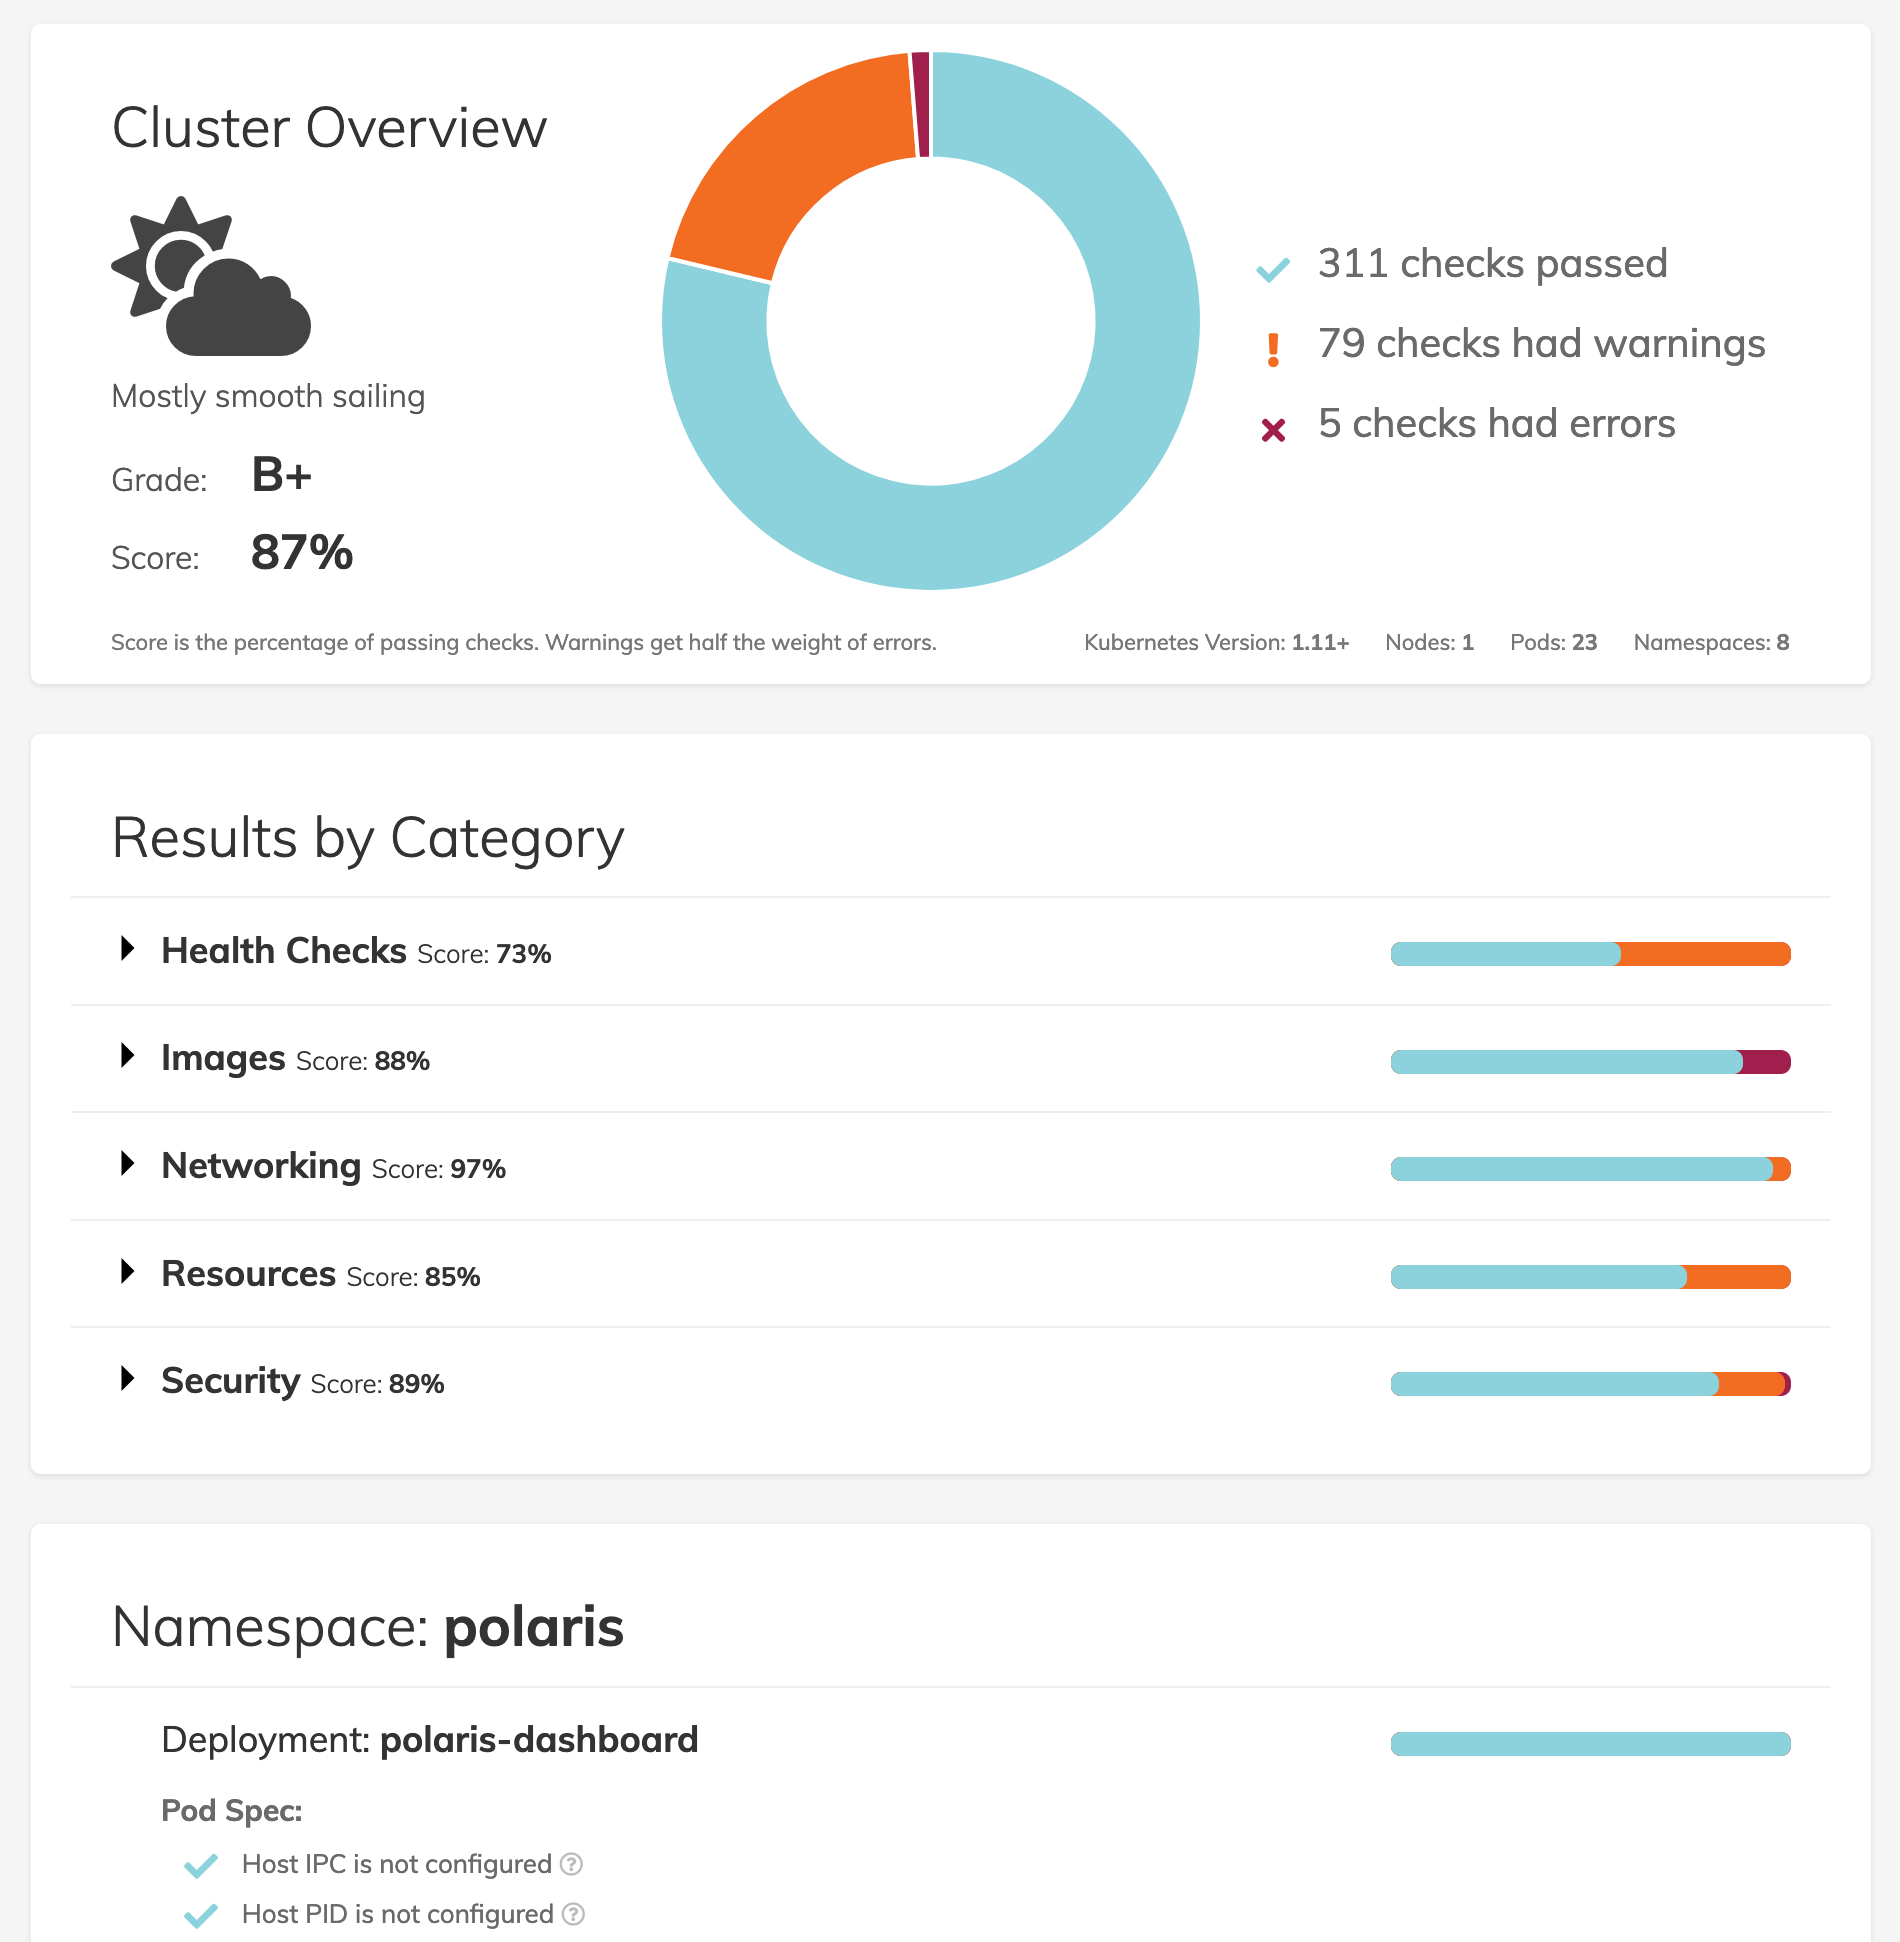 Cluster Overview
Mostly smooth sailing
Grade: B+
Score: 87%
311 checks passed
79 checks had warnings
5 checks had errors
Score is the percentage of passing checks. Warnings get half the weight of errors.
Kubernetes Version: 1.11+ Nodes: 1 Pods: 23 Namespaces: 8
Results by Category
Health Checks Score: 73%
Images Score: 88%
Networking Score: 97%
Resources Score: 85%
Security Score: 89%
Namespace: polaris
Deployment: polaris-dashboard
Pod Spec:
Host IPC is not configured ?
Host PID is not configured ?